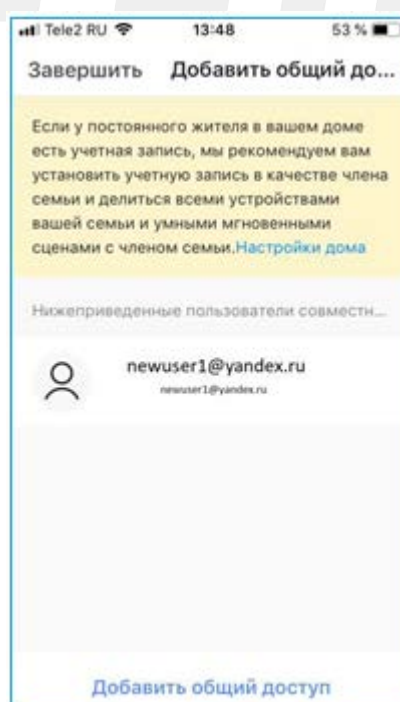 Tele2 RU 13:48 53 %
Завершить Добавить общий до...
Если у постоянного жителя в вашем доме
есть учетная запись, мы рекомендуем вам
установить учетную запись в качестве члена
семьи и делиться всеми устройствами
вашей семьи и умными мгновенными
сценами с членом семьи.Настройки дома
Нижеприведенные пользователи совместн...
newuser1@yandex.ru
newuser1@yandex.ru
Добавить общий доступ